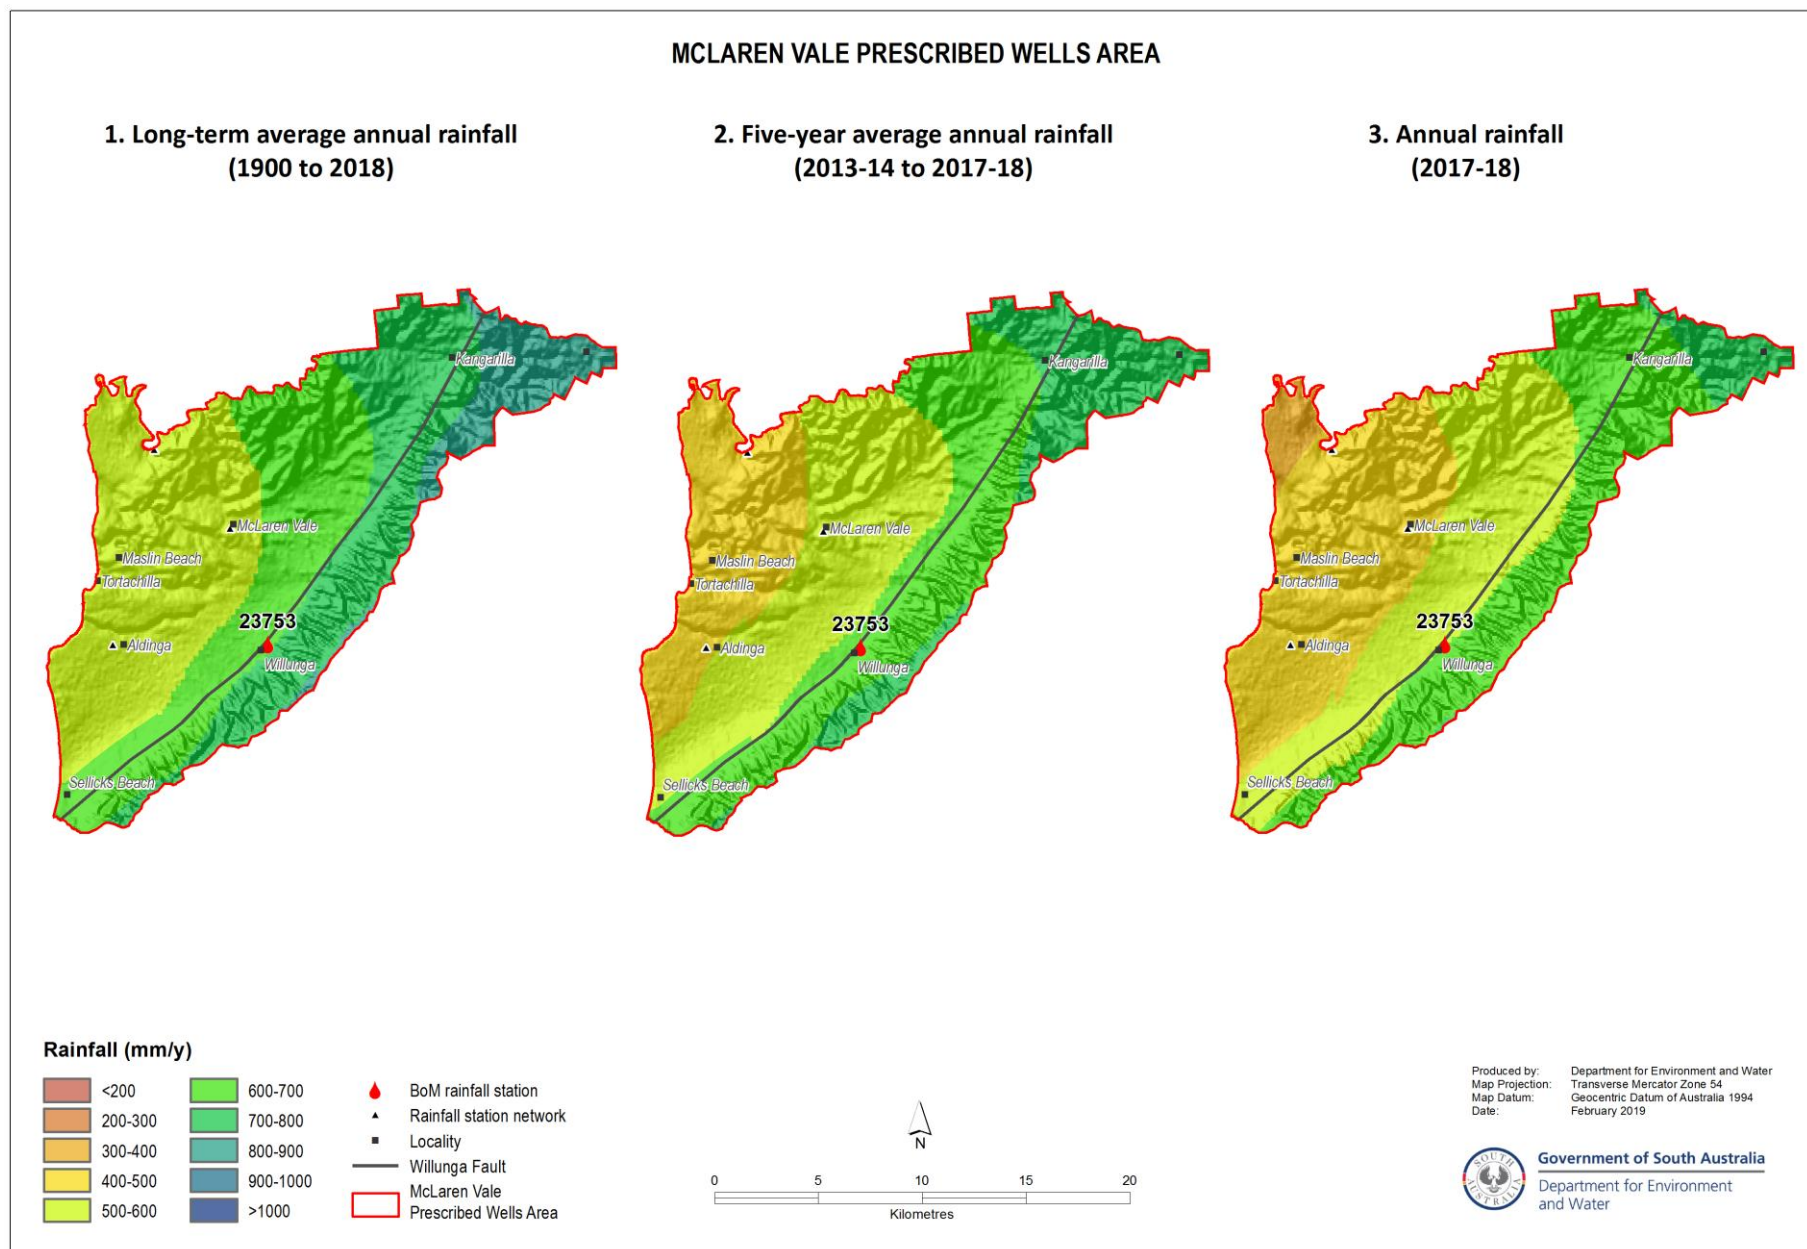 MCLAREN VALE PRESCRIBED WELLS AREA
1. Long-term average annual rainfall
(1900 to 2018)
2. Five-year average annual rainfall
(2013-14 to 2017-18)
3. Annual rainfall
(2017-18)
Kangarilla
McLaren Vale
Maslin Beach
Tortachilla
23753
Aldinga
Willunga
Sellicks Beach
Kangarilla
McLaren Vale
Maslin Beach
Tortachilla
23753
Aldinga
Willunga
Sellicks Beach
Kangarilla
McLaren Vale
Maslin Beach
Tortachilla
23753
Aldinga
Willunga
Sellicks Beach
Rainfall (mm/y)
<200
200-300
300-400
400-500
500-600
600-700
700-800
800-900
900-1000
>1000
BoM rainfall station
Rainfall station network
Locality
Willunga Fault
McLaren Vale
Prescribed Wells Area
N
0 5 10 15 20
Kilometres
Produced by: Department for Environment and Water
Map Projection: Transverse Mercator Zone 54
Map Datum: Geocentric Datum of Australia 1994
Date: February 2019
SOUTH AUSTRALIA
Government of South Australia
Department for Environment
and Water